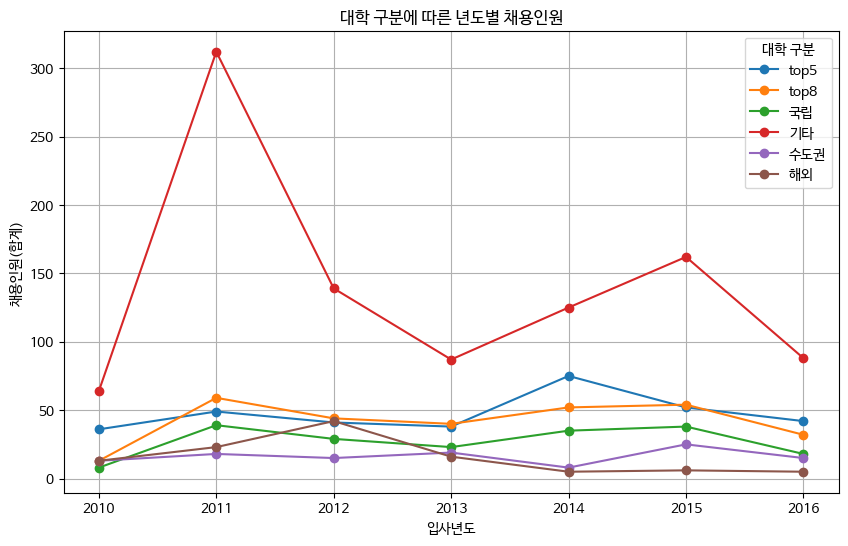 대학 구분에 따른 년도별 채용인원
대학 구분
top5
top8
국립
기타
수도권
해외
채용인원(합계)
300
250
200
150
100
50
0
2010 2011 2012 2013 2014 2015 2016
입사년도